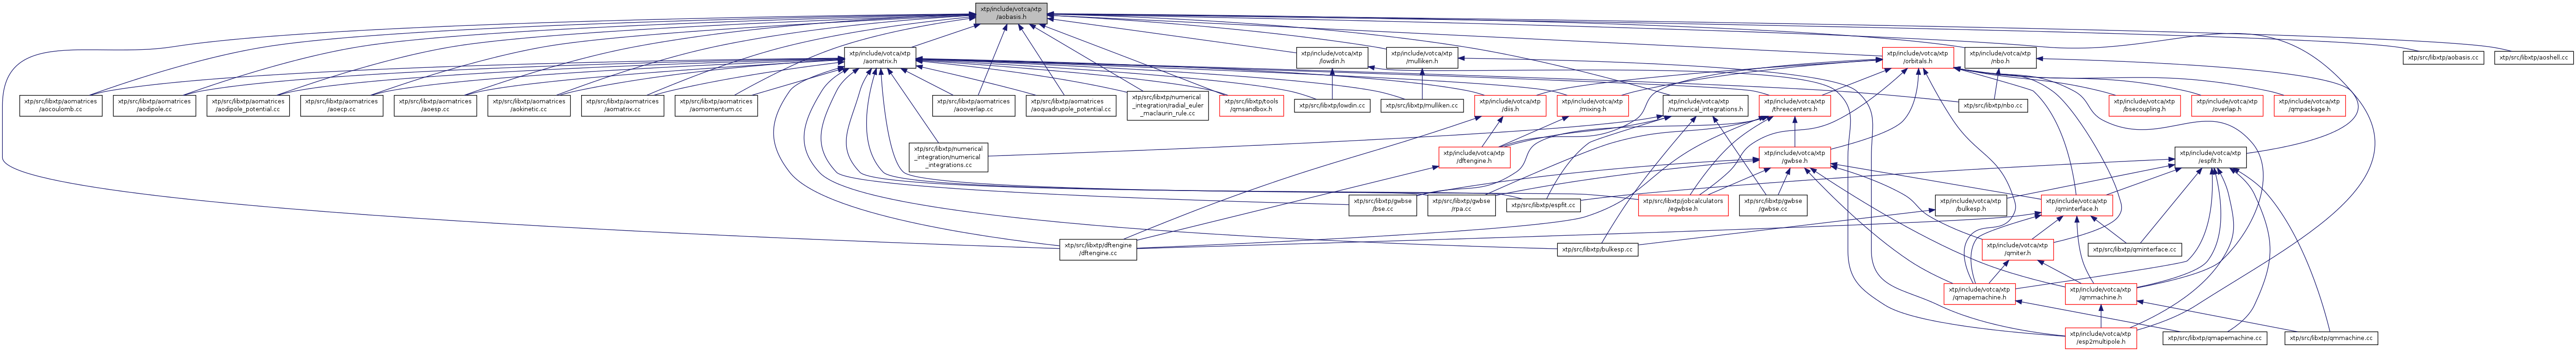 xtp/include/votca/xtp
/aobasis.h
xtp/include/votca/xtp
/aomatrix.h
xtp/include/votca/xtp
/lowdin.h
xtp/include/votca/xtp
/mulliken.h
xtp/include/votca/xtp
/orbitals.h
xtp/include/votca/xtp
/nbo.h
xtp/src/libxtp/aobasis.cc
xtp/src/libxtp/aoshell.cc
xtp/src/libxtp/aomatrices
/aocoulomb.cc
xtp/src/libxtp/aomatrices
/aodipole.cc
xtp/src/libxtp/aomatrices
/aodipole_potential.cc
xtp/src/libxtp/aomatrices
/aoecp.cc
xtp/src/libxtp/aomatrices
/aoesp.cc
xtp/src/libxtp/aomatrices
/aokinetic.cc
xtp/src/libxtp/aomatrices
/aomatrix.cc
xtp/src/libxtp/aomatrices
/aomomentum.cc
xtp/src/libxtp/aomatrices
/aooverlap.cc
xtp/src/libxtp/aomatrices
/aoquadrupole_potential.cc
xtp/src/libxtp/numerical
_integration/radial_euler
_maclaurin_rule.cc
xtp/src/libxtp/tools
/qmsandbox.h
xtp/src/libxtp/lowdin.cc
xtp/src/libxtp/mulliken.cc
xtp/include/votca/xtp
/diis.h
xtp/include/votca/xtp
/mixing.h
xtp/include/votca/xtp
/numerical_integrations.h
xtp/include/votca/xtp
/threecenters.h
xtp/src/libxtp/nbo.cc
xtp/include/votca/xtp
/bsecoupling.h
xtp/include/votca/xtp
/overlap.h
xtp/include/votca/xtp
/qmpackage.h
xtp/src/libxtp/numerical
_integration/numerical
_integrations.cc
xtp/include/votca/xtp
/dftengine.h
xtp/include/votca/xtp
/gwbse.h
xtp/include/votca/xtp
/espfit.h
xtp/src/libxtp/gwbse
/bse.cc
xtp/src/libxtp/gwbse
/rpa.cc
xtp/src/libxtp/espfit.cc
xtp/src/libxtp/jobcalculators
/egwbse.h
xtp/src/libxtp/gwbse
/gwbse.cc
xtp/include/votca/xtp
/bulkesp.h
xtp/include/votca/xtp
/qminterface.h
xtp/src/libxtp/dftengine
/dftengine.cc
xtp/src/libxtp/bulkesp.cc
xtp/include/votca/xtp
/qmiter.h
xtp/src/libxtp/qminterface.cc
xtp/include/votca/xtp
/qmapemachine.h
xtp/include/votca/xtp
/qmmachine.h
xtp/include/votca/xtp
/esp2multipole.h
xtp/src/libxtp/qmapemachine.cc
xtp/src/libxtp/qmmachine.cc